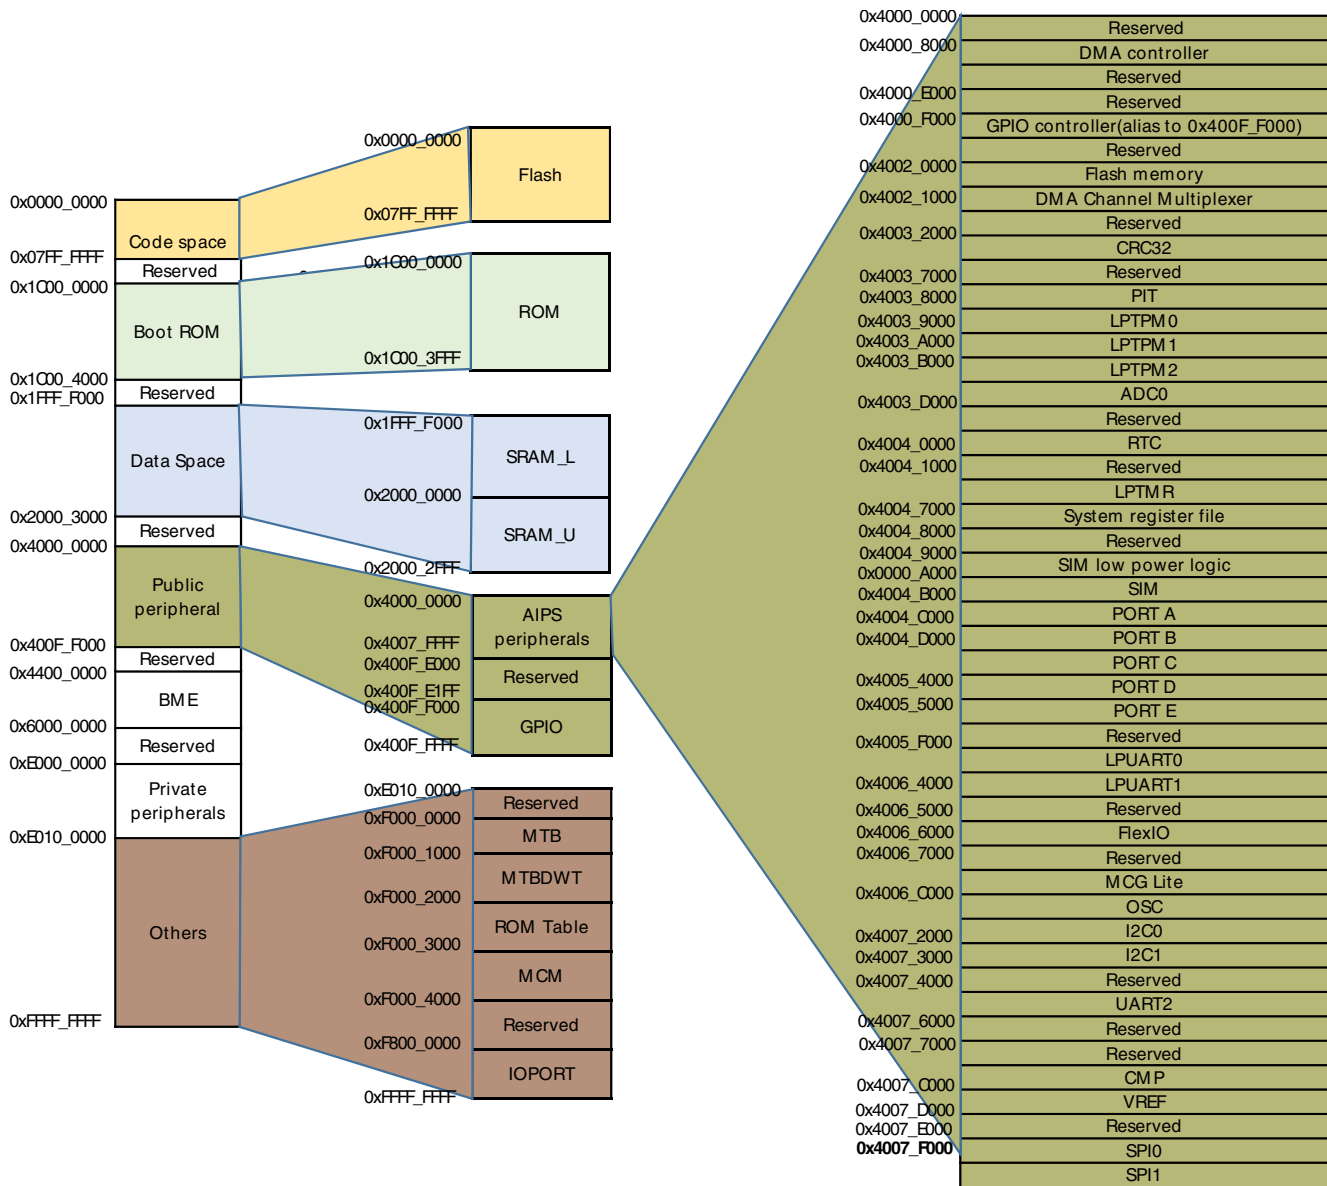 0x0000_0000
Code space
0x07FF_FFFF
Reserved
0x1C00_0000
Boot ROM
0x1C00_4000
Reserved
0x1FFF_F000
Data Space
0x2000_3000
Reserved
0x4000_0000
Public
peripheral
0x400F_F000
Reserved
0x4400_0000
BME
0x6000_0000
Reserved
0xE000_0000
Private
peripherals
0xE010_0000
Others
0xFFFF_FFFF
0x0000_0000
Flash
0x07FF_FFFF
0x1C00_0000
ROM
0x1C00_3FFF
0x1FFF_F000
SRAM_L
0x2000_0000
SRAM_U
0x2000_2FFF
0x4000_0000
AIPS
peripherals
0x4007_FFFF
0x400F_E000
Reserved
0x400F_E1FF
0x400F_F000
GPIO
0x400F_FFFF
0xE010_0000
Reserved
0xF000_0000
MTB
0xF000_1000
MTBDWT
0xF000_2000
ROM Table
0xF000_3000
MCM
0xF000_4000
Reserved
0xF800_0000
IOPORT
0xFFFF_FFFF
0x4000_0000
Reserved
0x4000_8000
DMA controller
Reserved
0x4000_E000
Reserved
0x4000_F000
GPIO controller(alias to 0x400F_F000)
Reserved
0x4002_0000
Flash memory
0x4002_1000
DMA Channel Multiplexer
Reserved
0x4003_2000
CRC32
Reserved
0x4003_7000
PIT
0x4003_8000
LPTPM0
0x4003_9000
LPTPM1
0x4003_A000
LPTPM2
0x4003_B000
ADC0
0x4003_D000
Reserved
RTC
0x4004_0000
Reserved
0x4004_1000
LPTMR
0x4004_7000
System register file
0x4004_8000
Reserved
0x4004_9000
SIM low power logic
0x0000_A000
SIM
0x4004_B000
PORT A
0x4004_C000
PORT B
0x4004_D000
PORT C
0x4005_4000
PORT D
0x4005_5000
PORT E
Reserved
0x4005_F000
LPUART0
0x4006_4000
LPUART1
0x4006_5000
Reserved
0x4006_6000
FlexIO
0x4006_7000
Reserved
MCG Lite
0x4006_C000
OSC
I2C0
0x4007_2000
I2C1
0x4007_3000
Reserved
0x4007_4000
UART2
0x4007_6000
Reserved
0x4007_7000
Reserved
CMP
0x4007_C000
VREF
0x4007_D000
Reserved
0x4007_E000
SPI0
0x4007_F000
SPI1